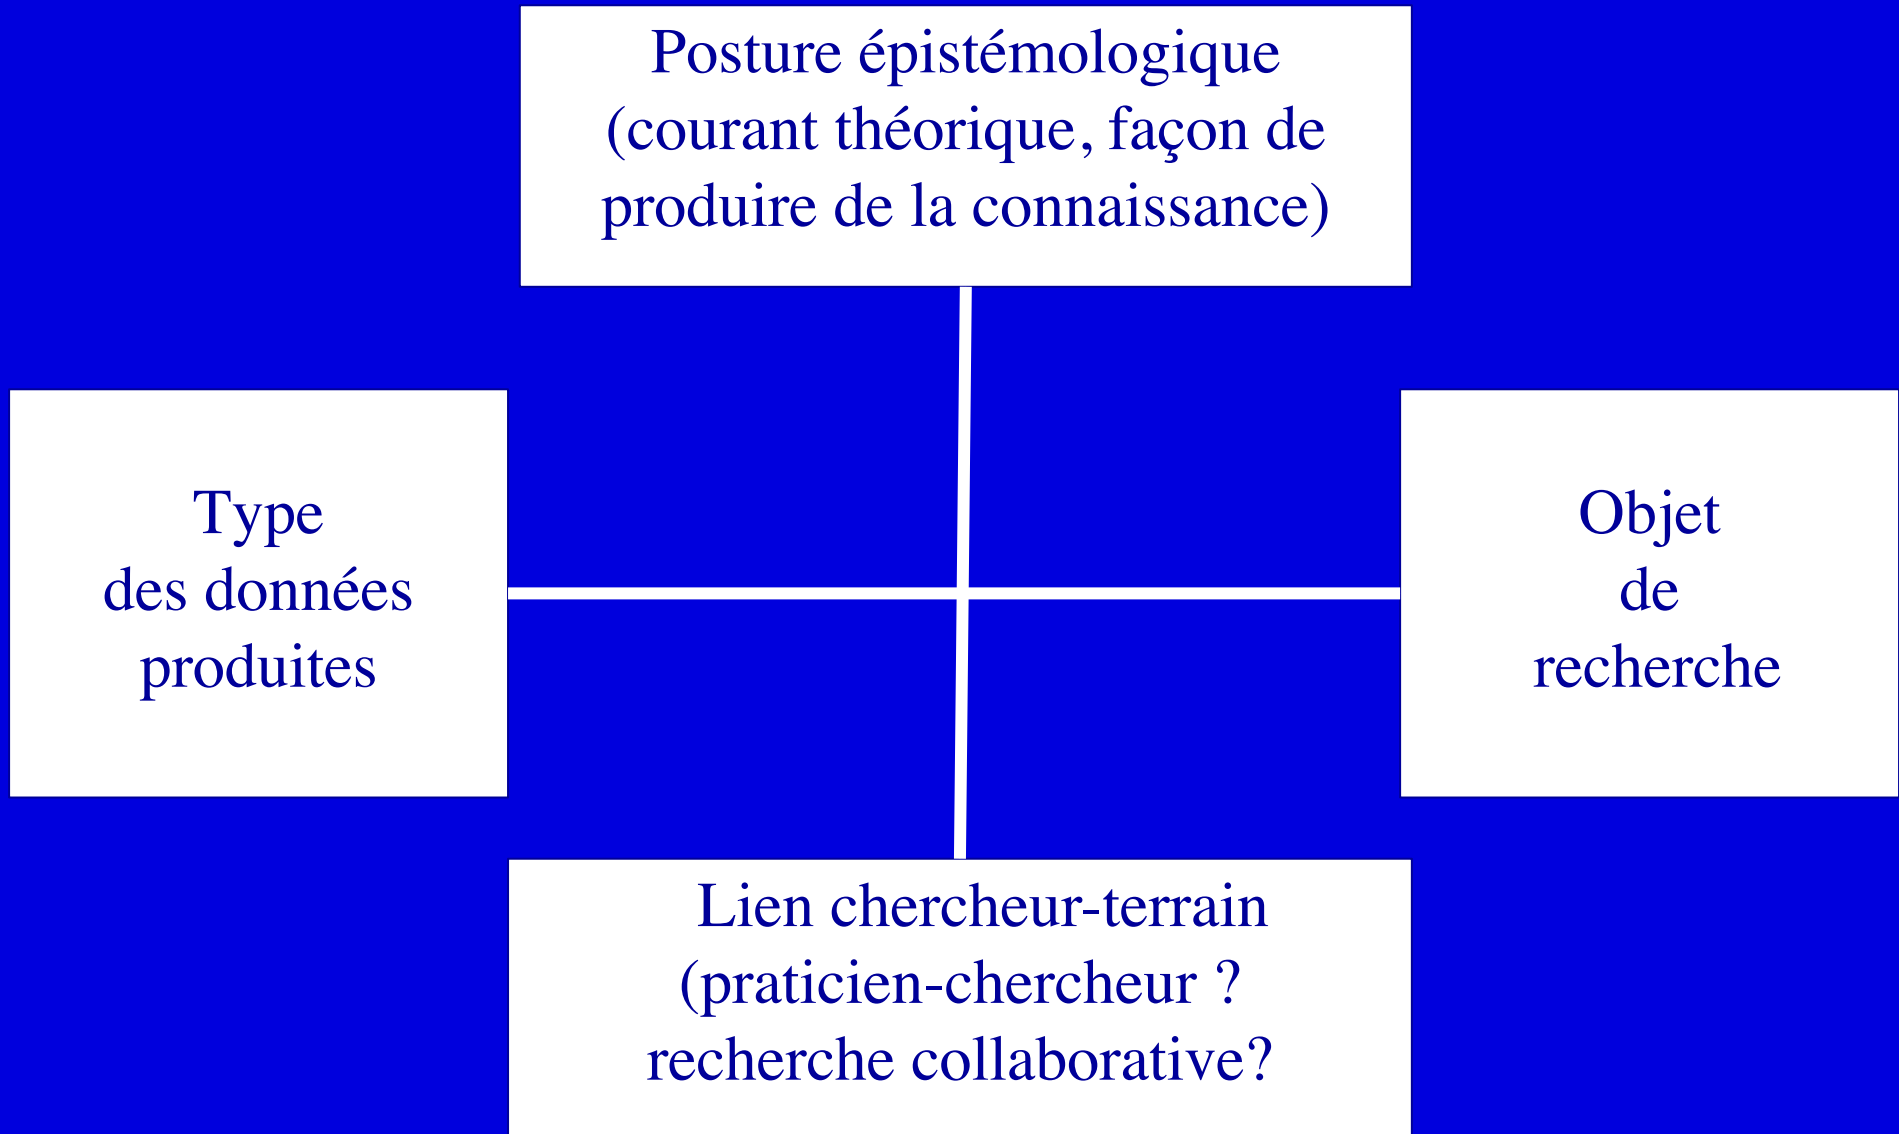 Posture épistémologique
(courant théorique, façon de
produire de la connaissance)
Type
des données
produites
Objet
de
recherche
Lien chercheur-terrain
(praticien-chercheur ?
recherche collaborative?